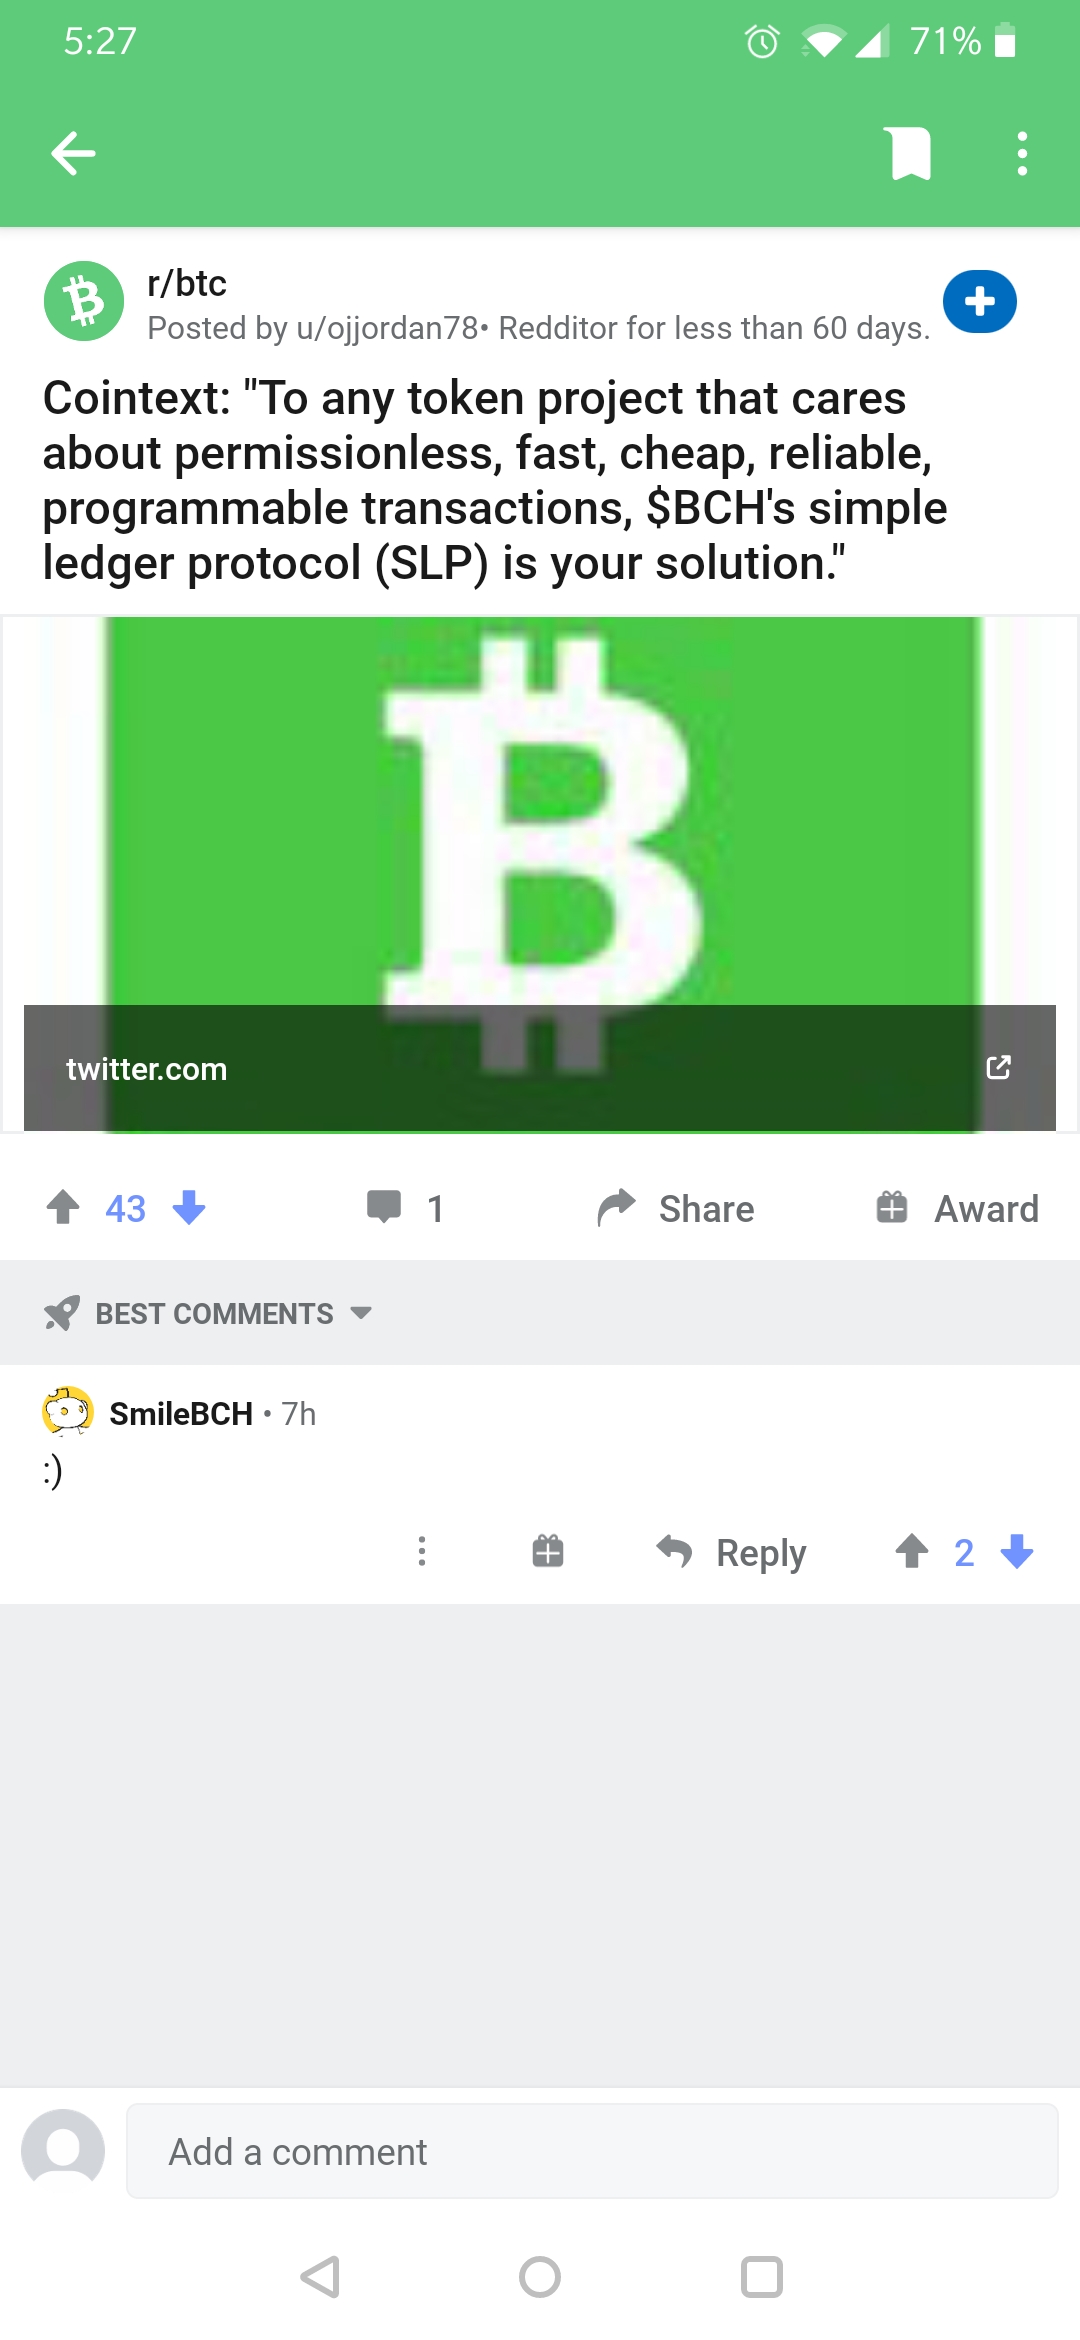 5:27
71%
r/btc
Posted by u/ojjordan78• Redditor for less than 60 days.
Cointext: "To any token project that cares
about permissionless, fast, cheap, reliable,
programmable transactions, $BCH's simple
ledger protocol (SLP) is your solution."
twitter.com
43
1
Share
Award
BEST COMMENTS
SmileBCH • 7h
:)
Reply
2
Add a comment